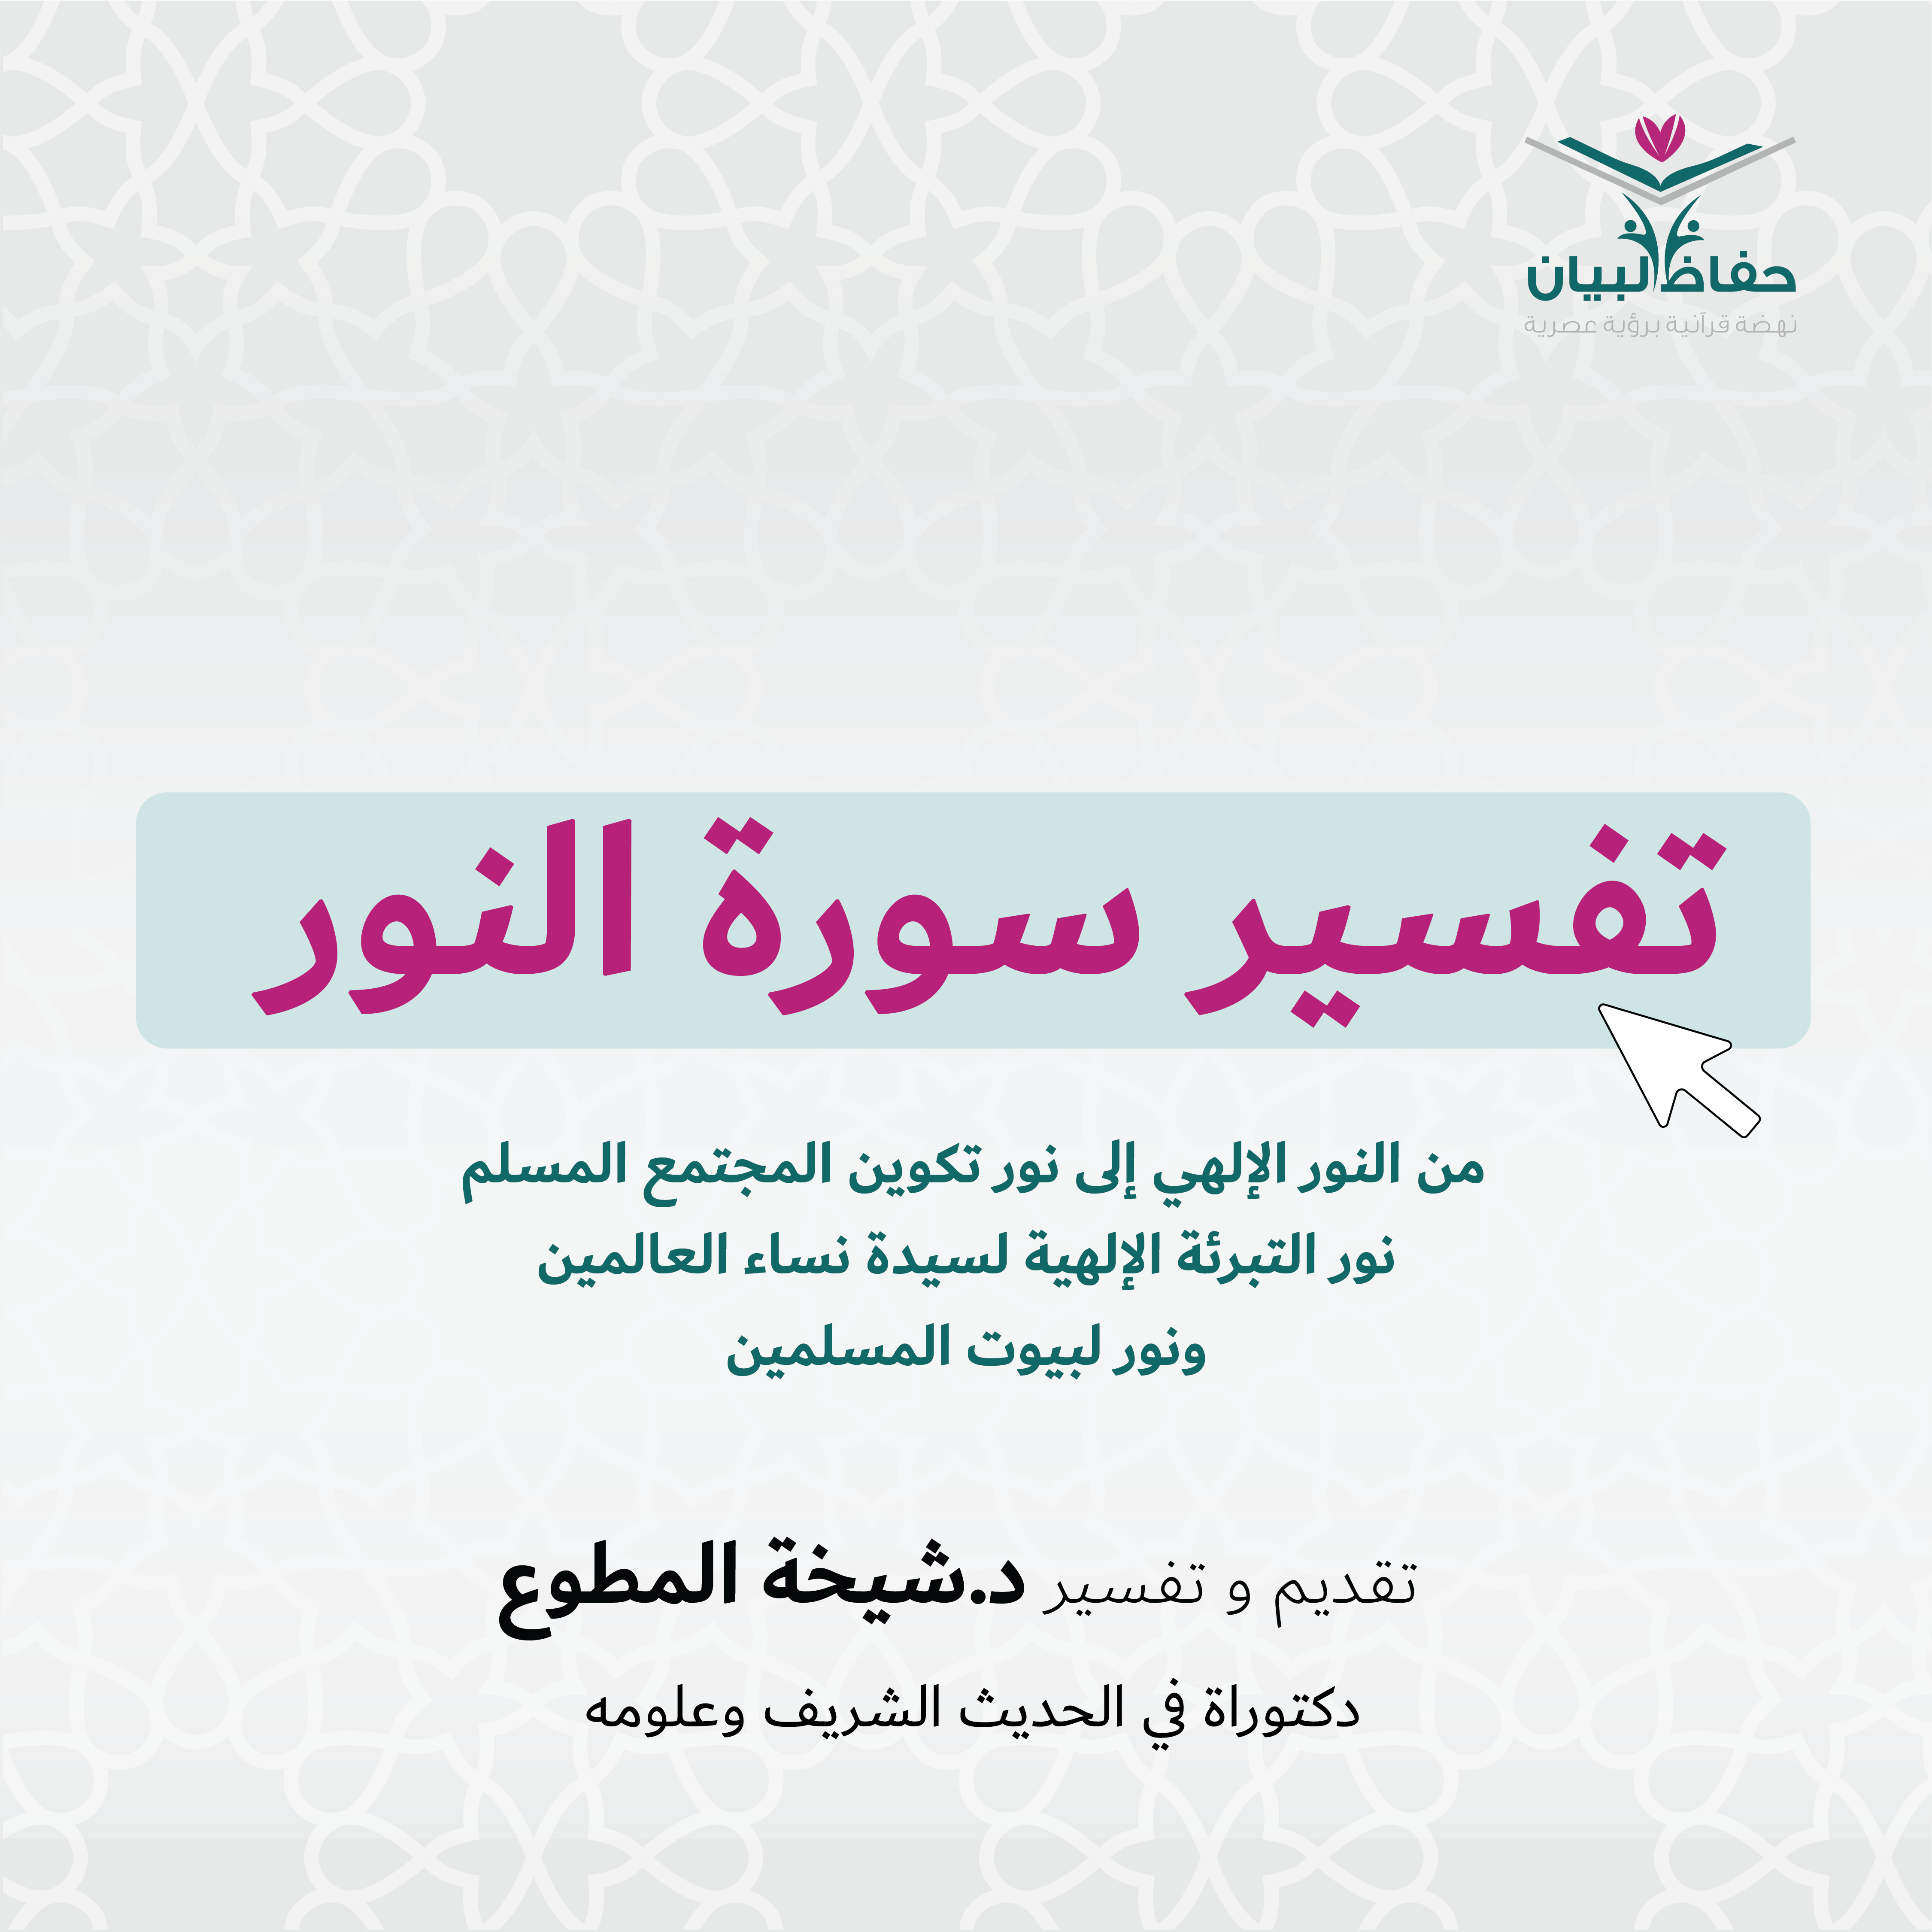 حفاظ البيان
نهضة قرآنية برؤية عصرية
تفسير سورة النور
من النور الإلهي إلى نور تكوين المجتمع المسلم
نور التبرئة الإلهية لسيدة نساء العالمين
ونور لبيوت المسلمين
تقديم و تفسير د.شيخة المطوع
دكتوراة في الحديث الشريف وعلومه